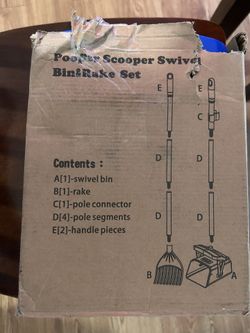 Pooper Scooper Swivel
Bin&Rake Set
E
E
C
D
D
Contents :
A[1]-swivel bin
B[1]-rake
C[1]-pole connector
D[4]-pole segments
E[2]-handle pieces
D
D
B
A